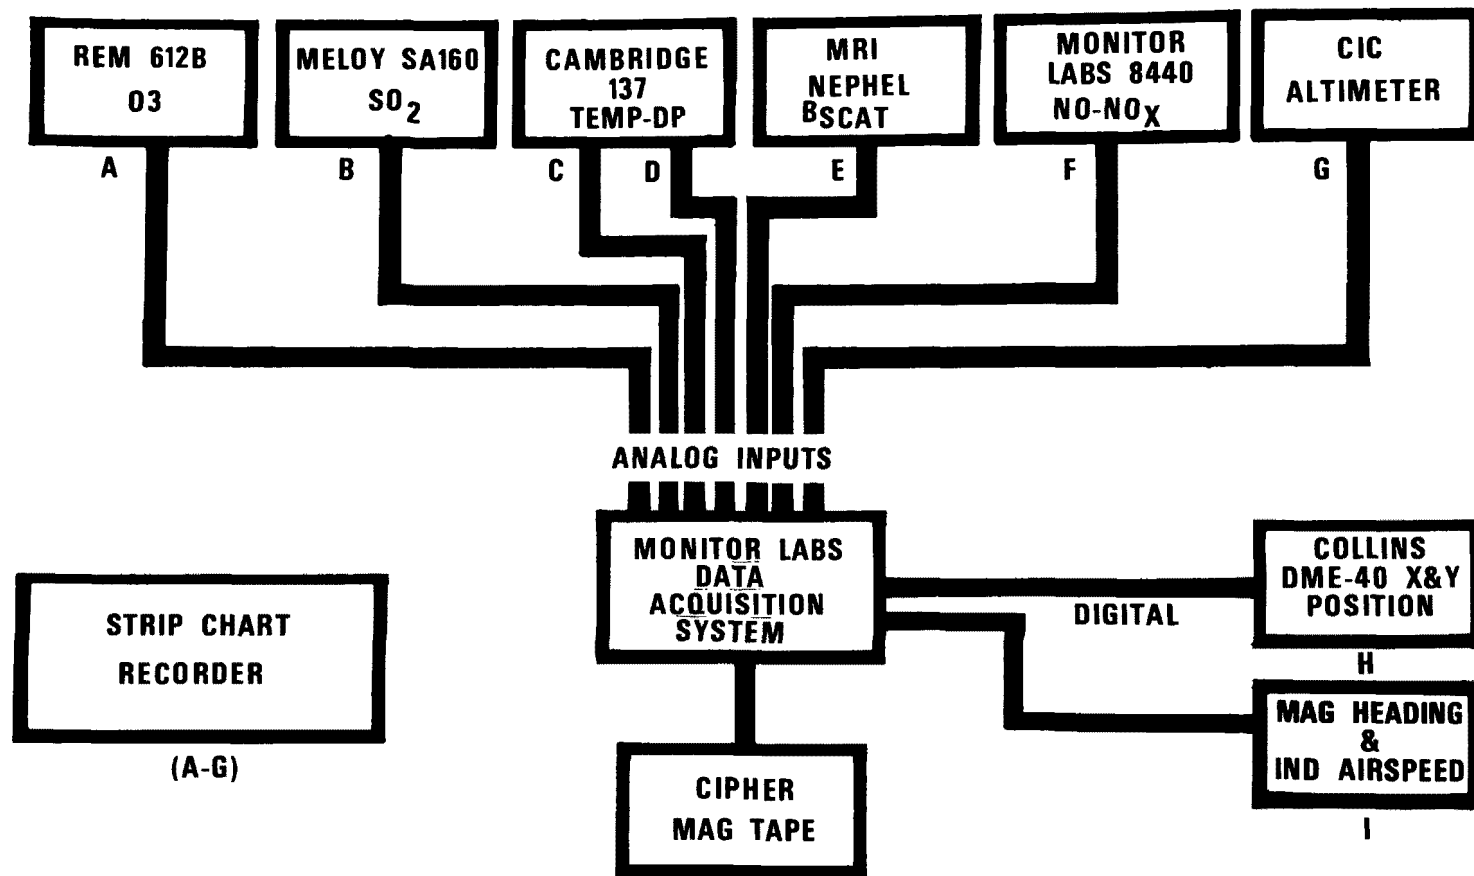 REM 612B
O3
A
MELOY SA160
SO2
B
CAMBRIDGE
137
TEMP-DP
C
D
MRI
NEPHEL
BSCAT
E
MONITOR
LABS 8440
NO-NOX
F
CIC
ALTIMETER
G
ANALOG INPUTS
MONITOR LABS
DATA
ACQUISITION
SYSTEM
DIGITAL
COLLINS
DME-40 X&Y
POSITION
H
MAG HEADING
&
IND AIRSPEED
I
STRIP CHART
RECORDER
(A-G)
CIPHER
MAG TAPE